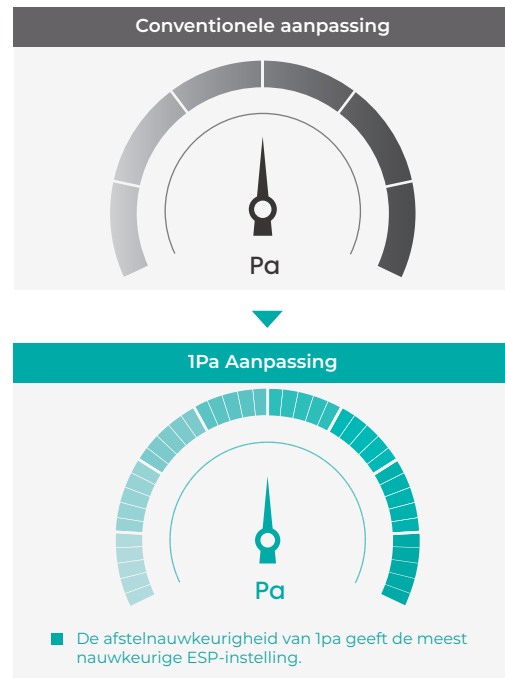 Conventionele aanpassing
Pa
1Pa Aanpassing
Pa
De afstelnauwkeurigheid van 1pa geeft de meest
nauwkeurige ESP-instelling.